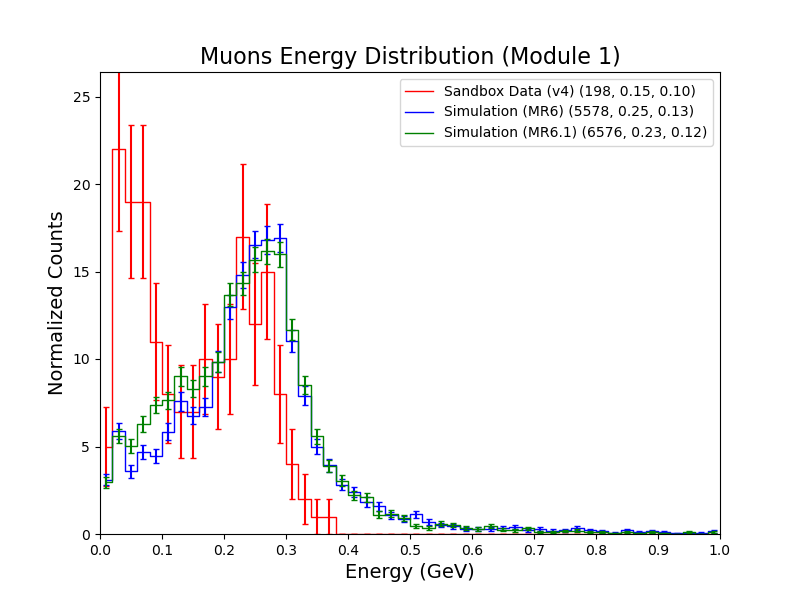 Muons Energy Distribution (Module 1)
Sandbox Data (v4) (198, 0.15, 0.10)
Simulation (MR6) (5578, 0.25, 0.13)
Simulation (MR6.1) (6576, 0.23, 0.12)
Normalized Counts
25
20
15
10
5
0
0.0 0.1 0.2 0.3 0.4 0.5 0.6 0.7 0.8 0.9 1.0
Energy (GeV)